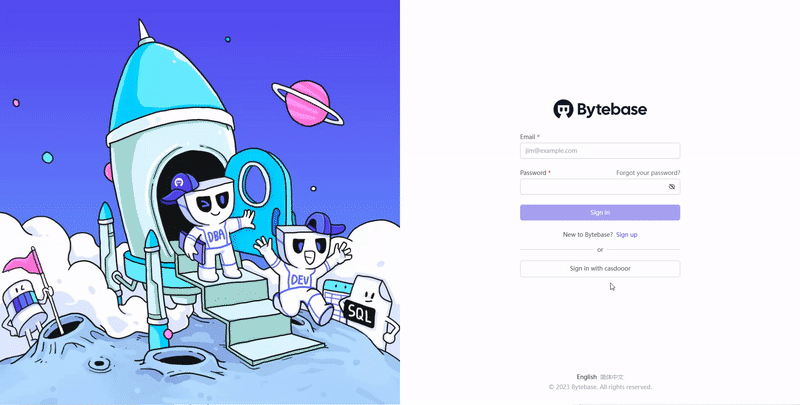 DBA
DEV
SQL
Bytebase
Email *
jim@example.com
Password *
Forgot your password?
Sign in
New to Bytebase? Sign up
or
Sign in with casdooor
English 简体中文
© 2023 Bytebase. All rights reserved.